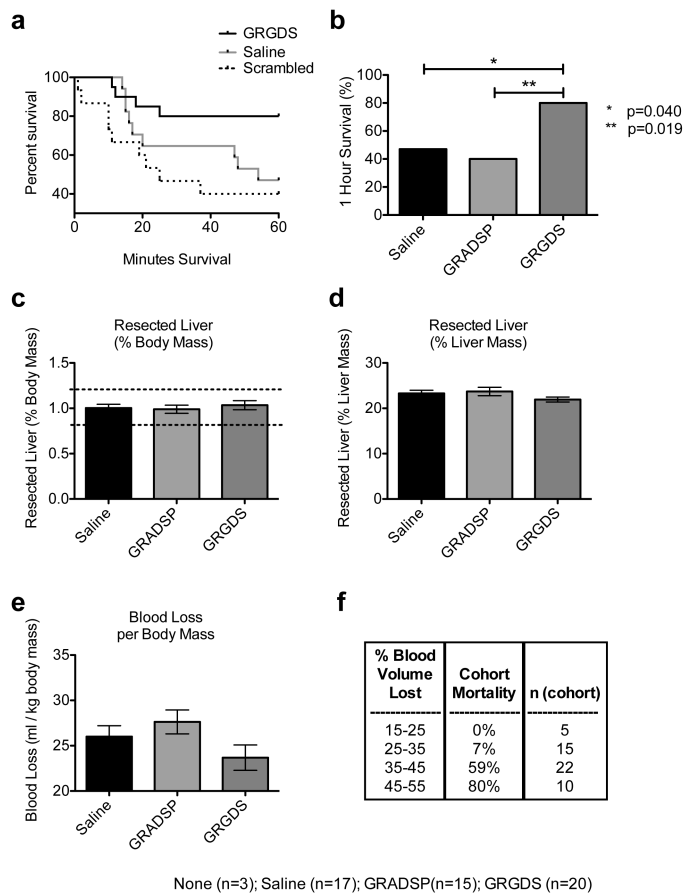 a
GRGDS
Saline
Scrambled
Percent survival
100
80
60
40
0
20
40
60
Minutes Survival
b
1 Hour Survival (%)
100
80
60
40
20
0
Saline
GRADSP
GRGDS
*
**
* p=0.040
** p=0.019
c
Resected Liver
(% Body Mass)
Resected Liver (% Body Mass)
1.5
1.0
0.5
0.0
Saline
GRADSP
GRGDS
d
Resected Liver
(% Liver Mass)
Resected Liver (% Liver Mass)
30
20
10
0
Saline
GRADSP
GRGDS
e
Blood Loss
per Body Mass
Blood Loss (ml / kg body mass)
35
30
25
20
Saline
GRADSP
GRGDS
f
% Blood
Volume
Lost
Cohort
Mortality
n (cohort)
15-25 0% 5
25-35 7% 15
35-45 59% 22
45-55 80% 10
None (n=3); Saline (n=17); GRADSP(n=15); GRGDS (n=20)